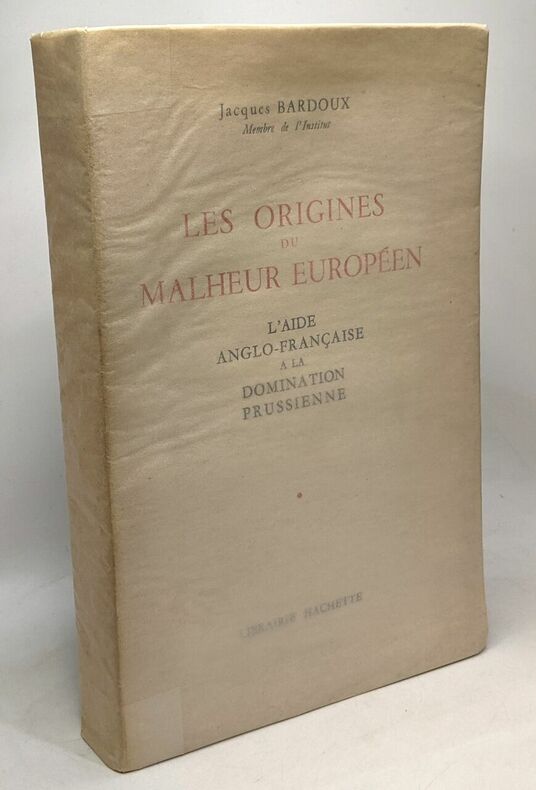 Jacques BARDOUX
Membre de l'Institut
LES ORIGINES
DU
MALHEUR EUROPÉEN
L'AIDE
ANGLO-FRANÇAISE
A LA
DOMINATION
PRUSSIENNE
LIBRAIRIE HACHETTE